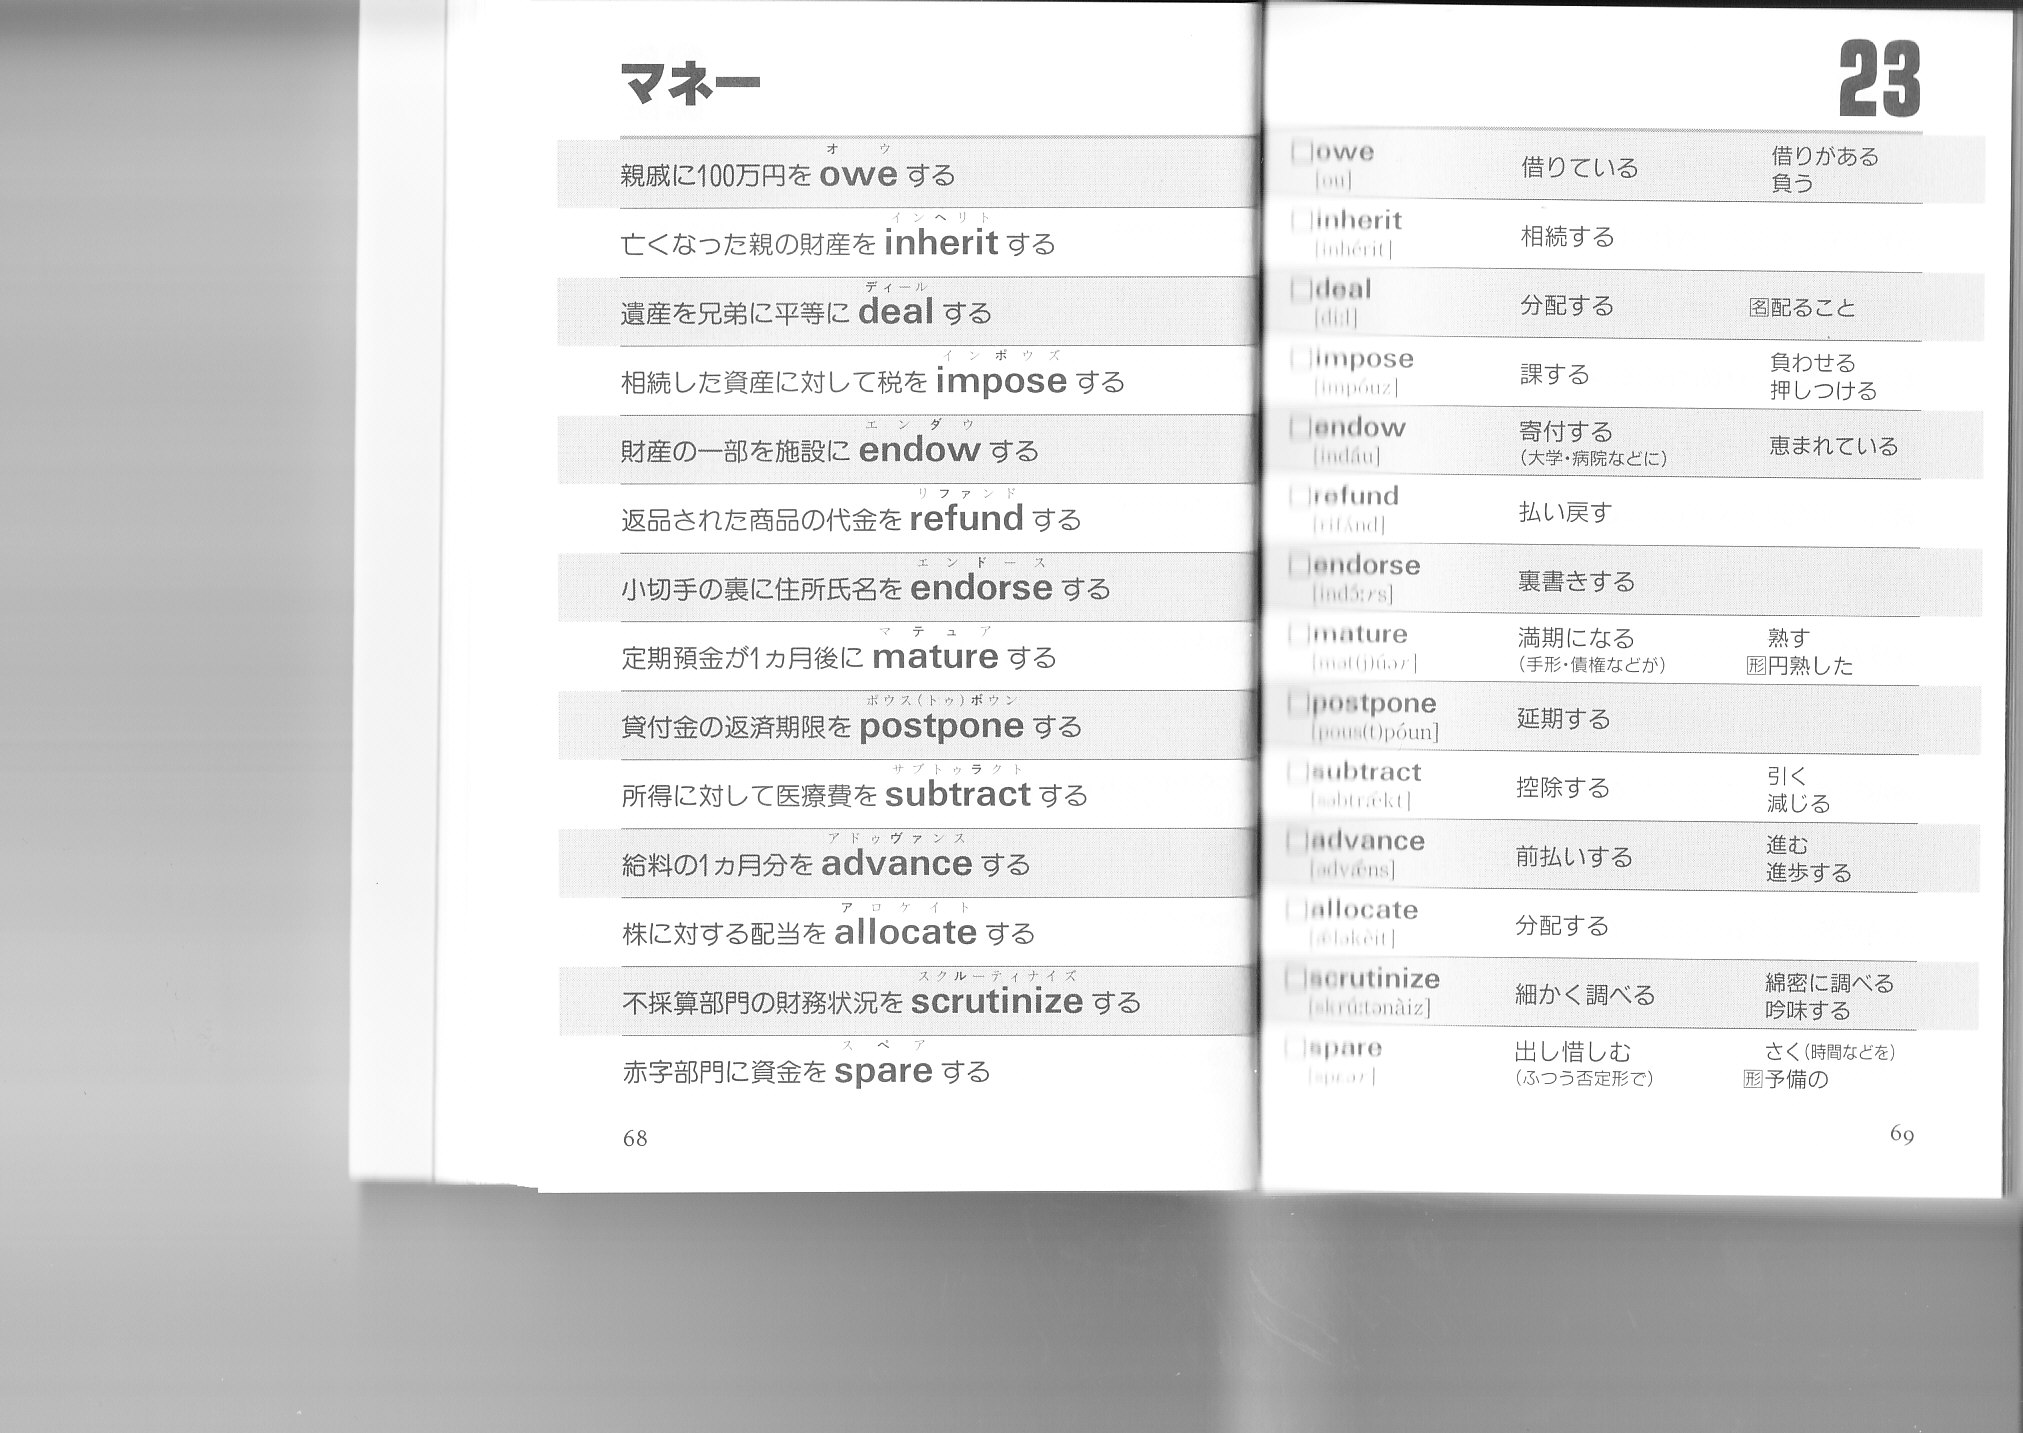 マネー
オウ
親戚に100万円を owe する
インヘリト
亡くなった親の財産を inherit する
ディール
遺産を兄弟に平等に deal する
インポウズ
相続した資産に対して税を impose する
エンダウ
財産の一部を施設に endow する
リファンド
返品された商品の代金を refund する
エンドース
小切手の裏に住所氏名を endorse する
マテュア
定期預金が1ヵ月後に mature する
ポウス(トゥ)ポウン
貸付金の返済期限を postpone する
サブトゥラクト
所得に対して医療費を subtract する
アドゥヴァンス
給料の1ヵ月分を advance する
アロケイト
株に対する配当を allocate する
スクルーティナイズ
不採算部門の財務状況を scrutinize する
スペア
赤字部門に資金を spare する
68
23
□owe 借りている 借りがある
[ou] 負う
□inherit 相続する
[inhérit]
□deal 分配する 名配ること
[di:l]
□impose 課する 負わせる
[impóuz] 押しつける
□endow 寄付する 恵まれている
[indáu] (大学・病院などに)
□refund 払い戻す
[rifʌ́nd]
□endorse 裏書きする
[indɔ́:rs]
□mature 満期になる 熟す
[mət(j)úər] (手形・債権などが) 形円熟した
□postpone 延期する
[pous(t)póun]
□subtract 控除する 引く
[səbtrǽkt] 減じる
□advance 前払いする 進む
[ədvǽns] 進歩する
□allocate 分配する
[ǽləkèit]
□scrutinize 細かく調べる 綿密に調べる
[skrú:tənàiz] 吟味する
□spare 出し惜しむ さく(時間などを)
[spɛər] (ふつう否定形で) 形予備の
69